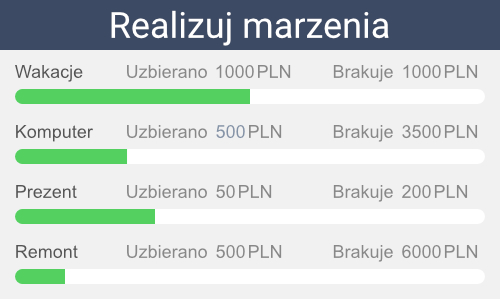 Realizuj marzenia
Wakacje Uzbierano 1000 PLN Brakuje 1000 PLN
Komputer Uzbierano 500 PLN Brakuje 3500 PLN
Prezent Uzbierano 50 PLN Brakuje 200 PLN
Remont Uzbierano 500 PLN Brakuje 6000 PLN